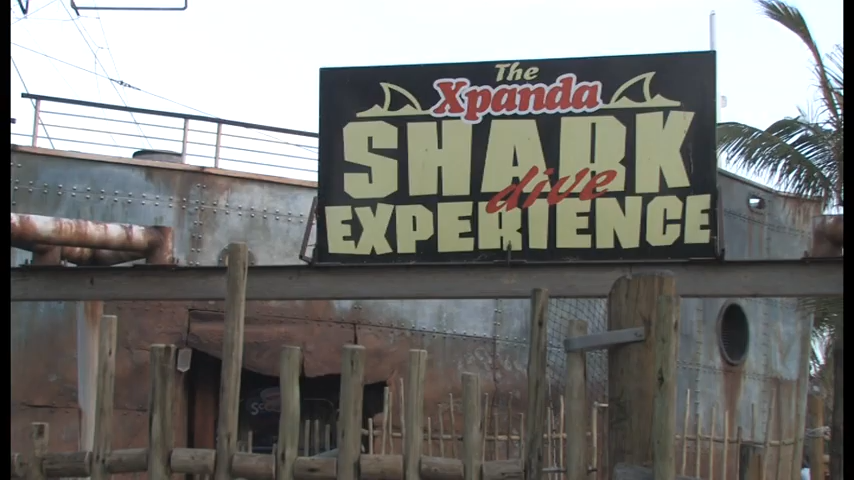 The
Xpanda
SHARK
dive
EXPERIENCE